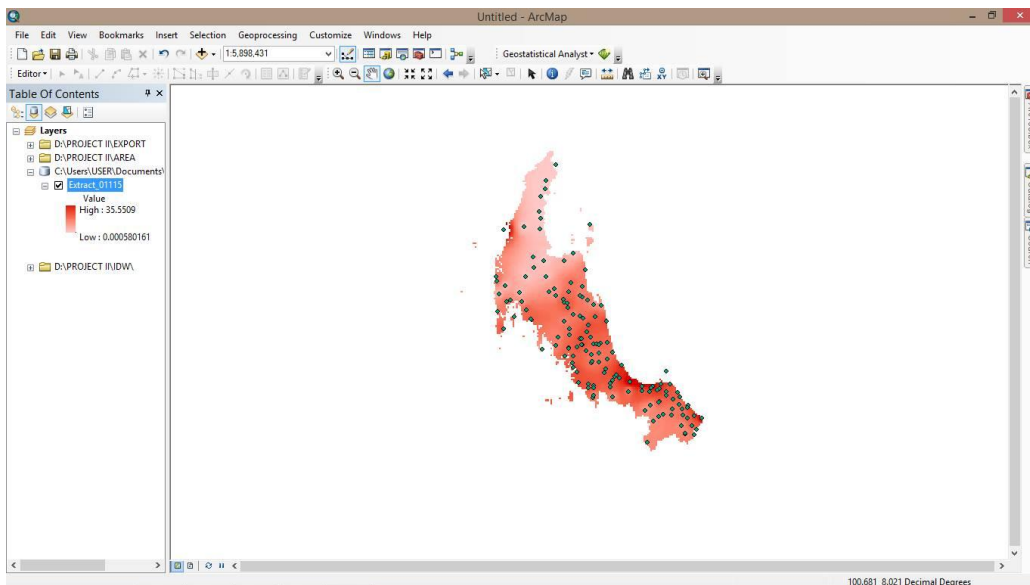 Untitled - ArcMap
File Edit View Bookmarks Insert Selection Geoprocessing Customize Windows Help
1:5,898,431
Geostatistical Analyst
Editor
Table Of Contents
Layers
D:\PROJECT II\EXPORT
D:\PROJECT II\AREA
C:\Users\USER\Documents\
Extract_01115
Value
High : 35.5509
Low : 0.000580161
D:\PROJECT II\IDW\
100.681 8.021 Decimal Degrees